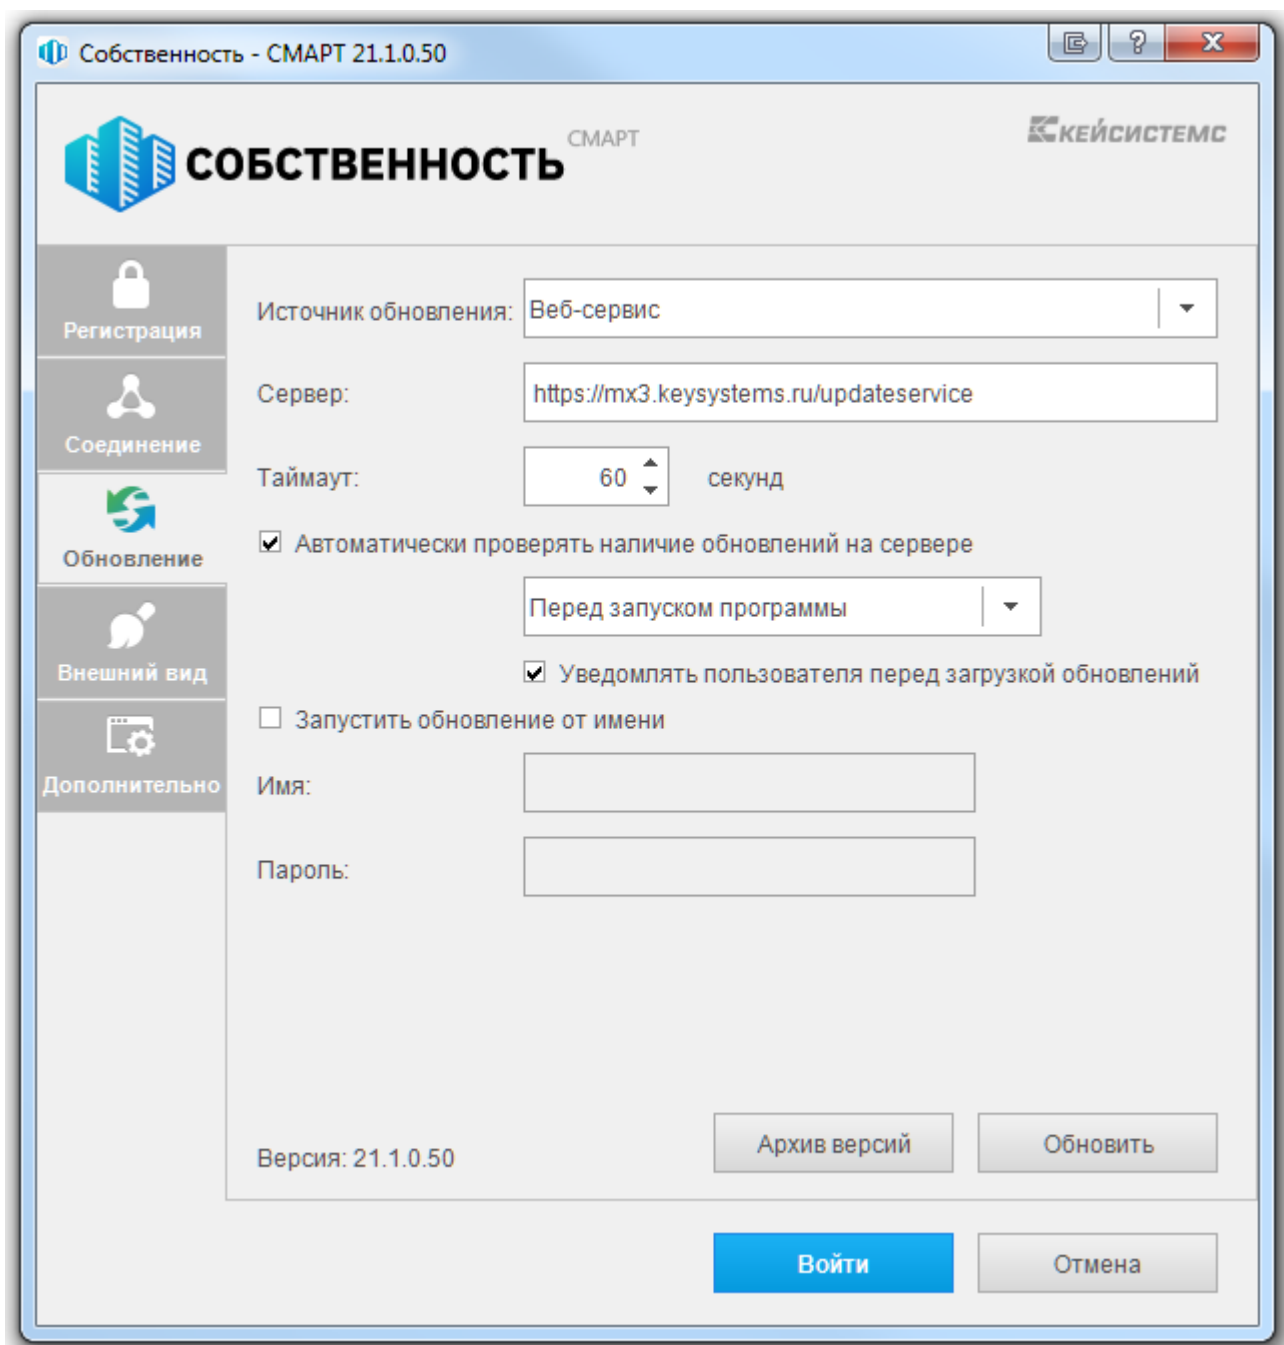 Собственность - СМАРТ 21.1.0.50
СОБСТВЕННОСТЬ СМАРТ
КЕЙСИСТЕМС
Регистрация
Соединение
Обновление
Внешний вид
Дополнительно
Источник обновления: Веб-сервис
Сервер: https://mx3.keysystems.ru/updateservice
Таймаут: 60 секунд
Автоматически проверять наличие обновлений на сервере
Перед запуском программы
Уведомлять пользователя перед загрузкой обновлений
Запустить обновление от имени
Имя:
Пароль:
Версия: 21.1.0.50 Архив версий Обновить
Войти Отмена